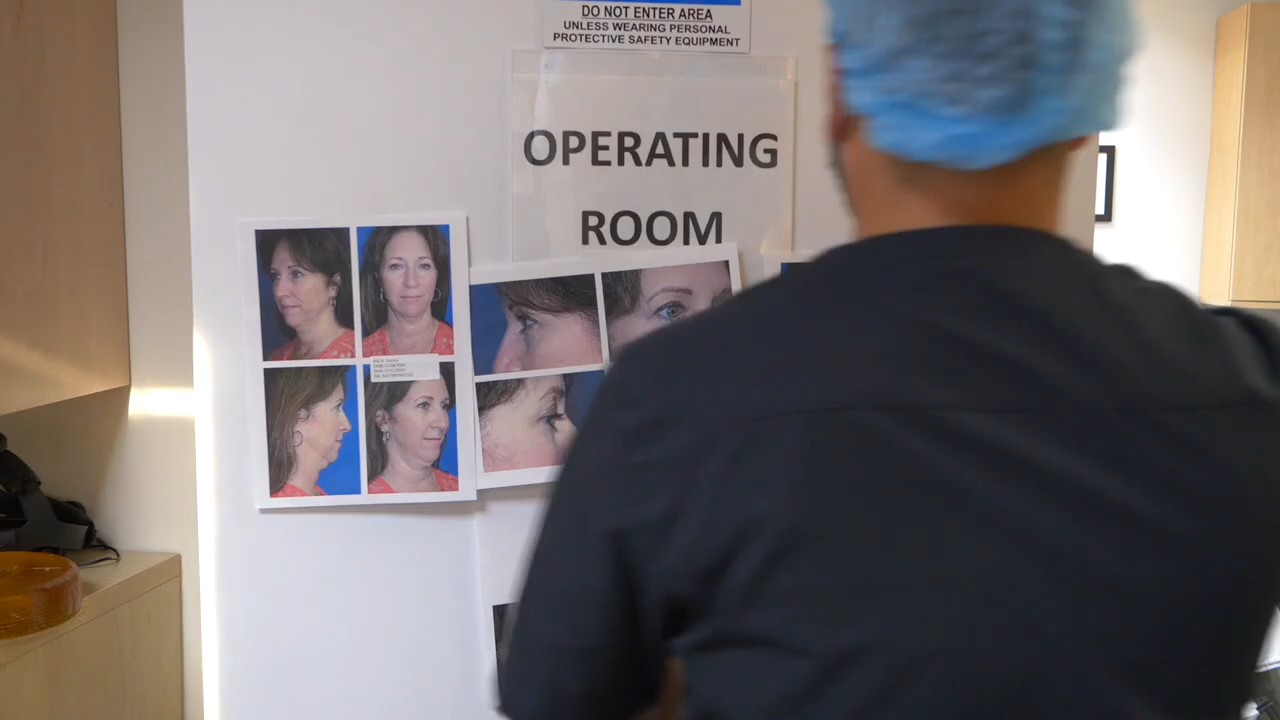 DO NOT ENTER AREA
UNLESS WEARING PERSONAL
PROTECTIVE SAFETY EQUIPMENT
OPERATING
ROOM